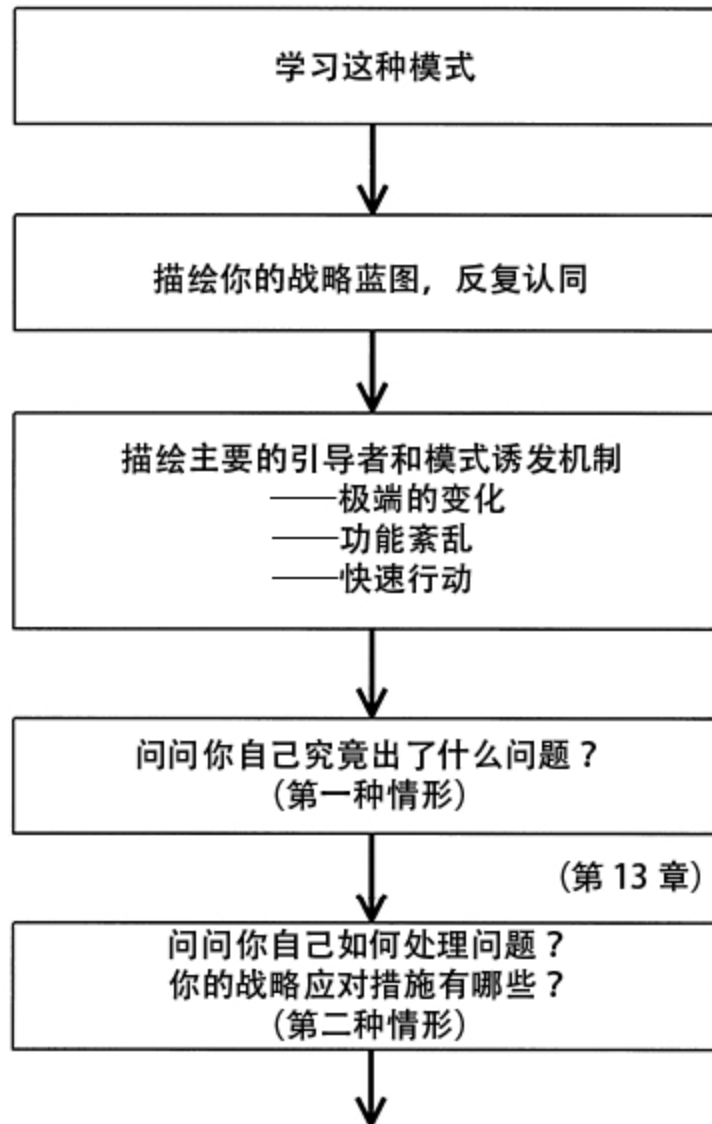 学习这种模式
描绘你的战略蓝图，反复认同
描绘主要的引导者和模式诱发机制
——极端的变化
——功能紊乱
——快速行动
问问你自己究竟出了什么问题？
（第一种情形）
（第 13 章）
问问你自己如何处理问题？
你的战略应对措施有哪些？
（第二种情形）